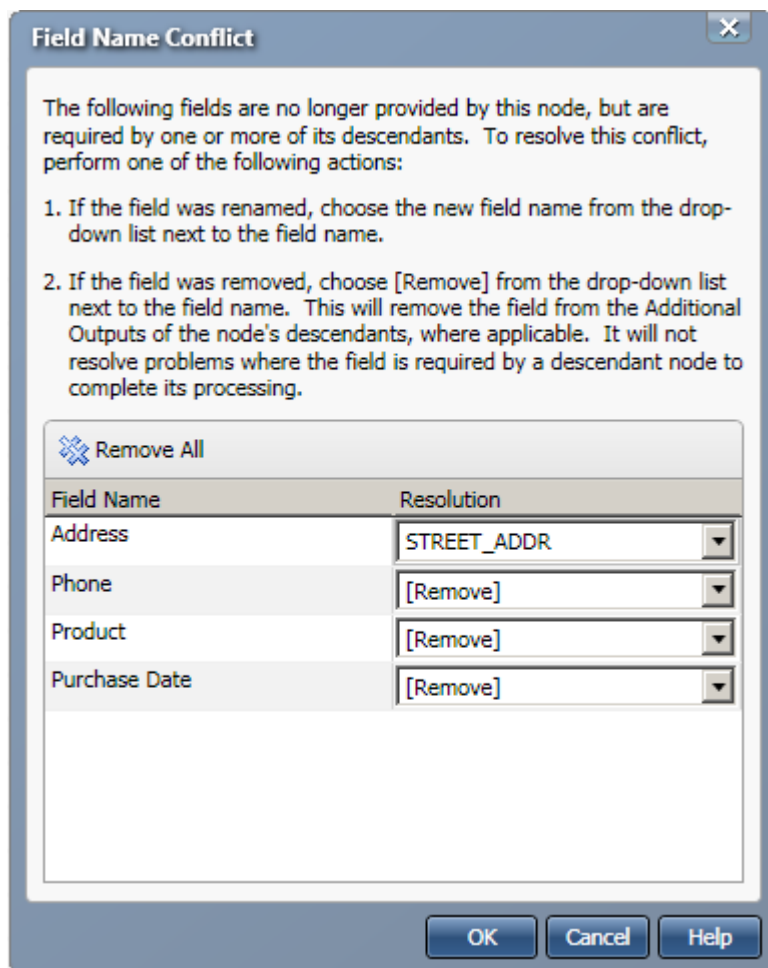 Field Name Conflict
The following fields are no longer provided by this node, but are
required by one or more of its descendants.  To resolve this conflict,
perform one of the following actions:
1. If the field was renamed, choose the new field name from the drop-
down list next to the field name.
2. If the field was removed, choose [Remove] from the drop-down list
next to the field name.  This will remove the field from the Additional
Outputs of the node's descendants, where applicable.  It will not
resolve problems where the field is required by a descendant node to
complete its processing.
Remove All
Field Name Resolution
Address STREET_ADDR
Phone [Remove]
Product [Remove]
Purchase Date [Remove]
OK Cancel Help